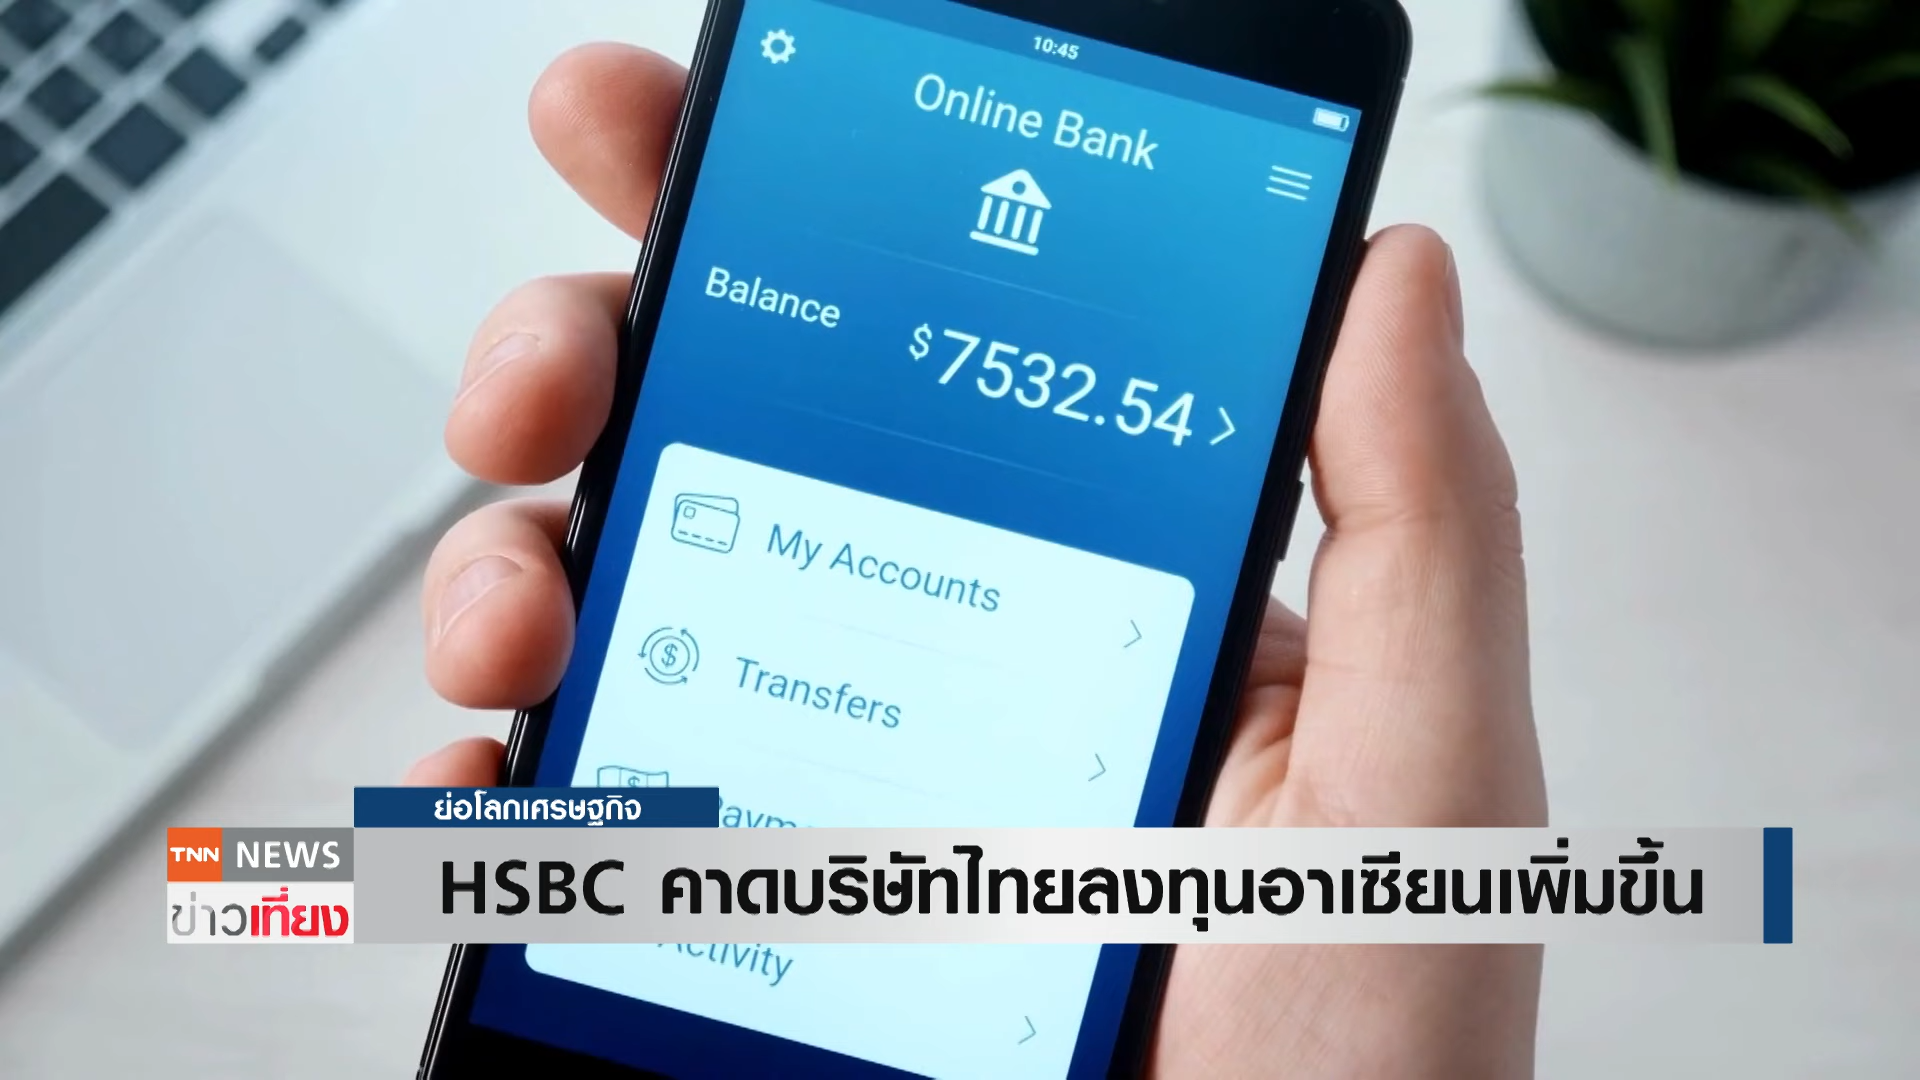 10:45
Online Bank
Balance
$7532.54
My Accounts
Transfers
ย่อโลกเศรษฐกิจ
TNN NEWS
ข่าวเที่ยง
HSBC คาดบริษัทไทยลงทุนอาเซียนเพิ่มขึ้น
Activity